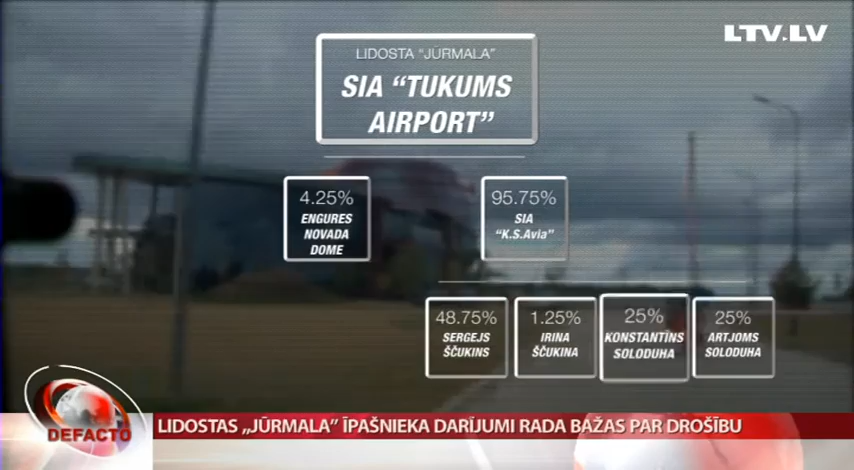 LTV.LV
LIDOSTA "JŪRMALA"
SIA "TUKUMS
AIRPORT"
4.25%
ENGURES
NOVADA
DOME
95.75%
SIA
"K.S.Avia"
48.75%
SERGEJS
ŠČUKINS
1.25%
IRINA
ŠČUKINA
25%
KONSTANTĪNS
SOLODUHA
25%
ARTJOMS
SOLODUHA
DEFACTO
LIDOSTAS „JŪRMALA” ĪPAŠNIEKA DARĪJUMI RADA BAŽAS PAR DROŠĪBU